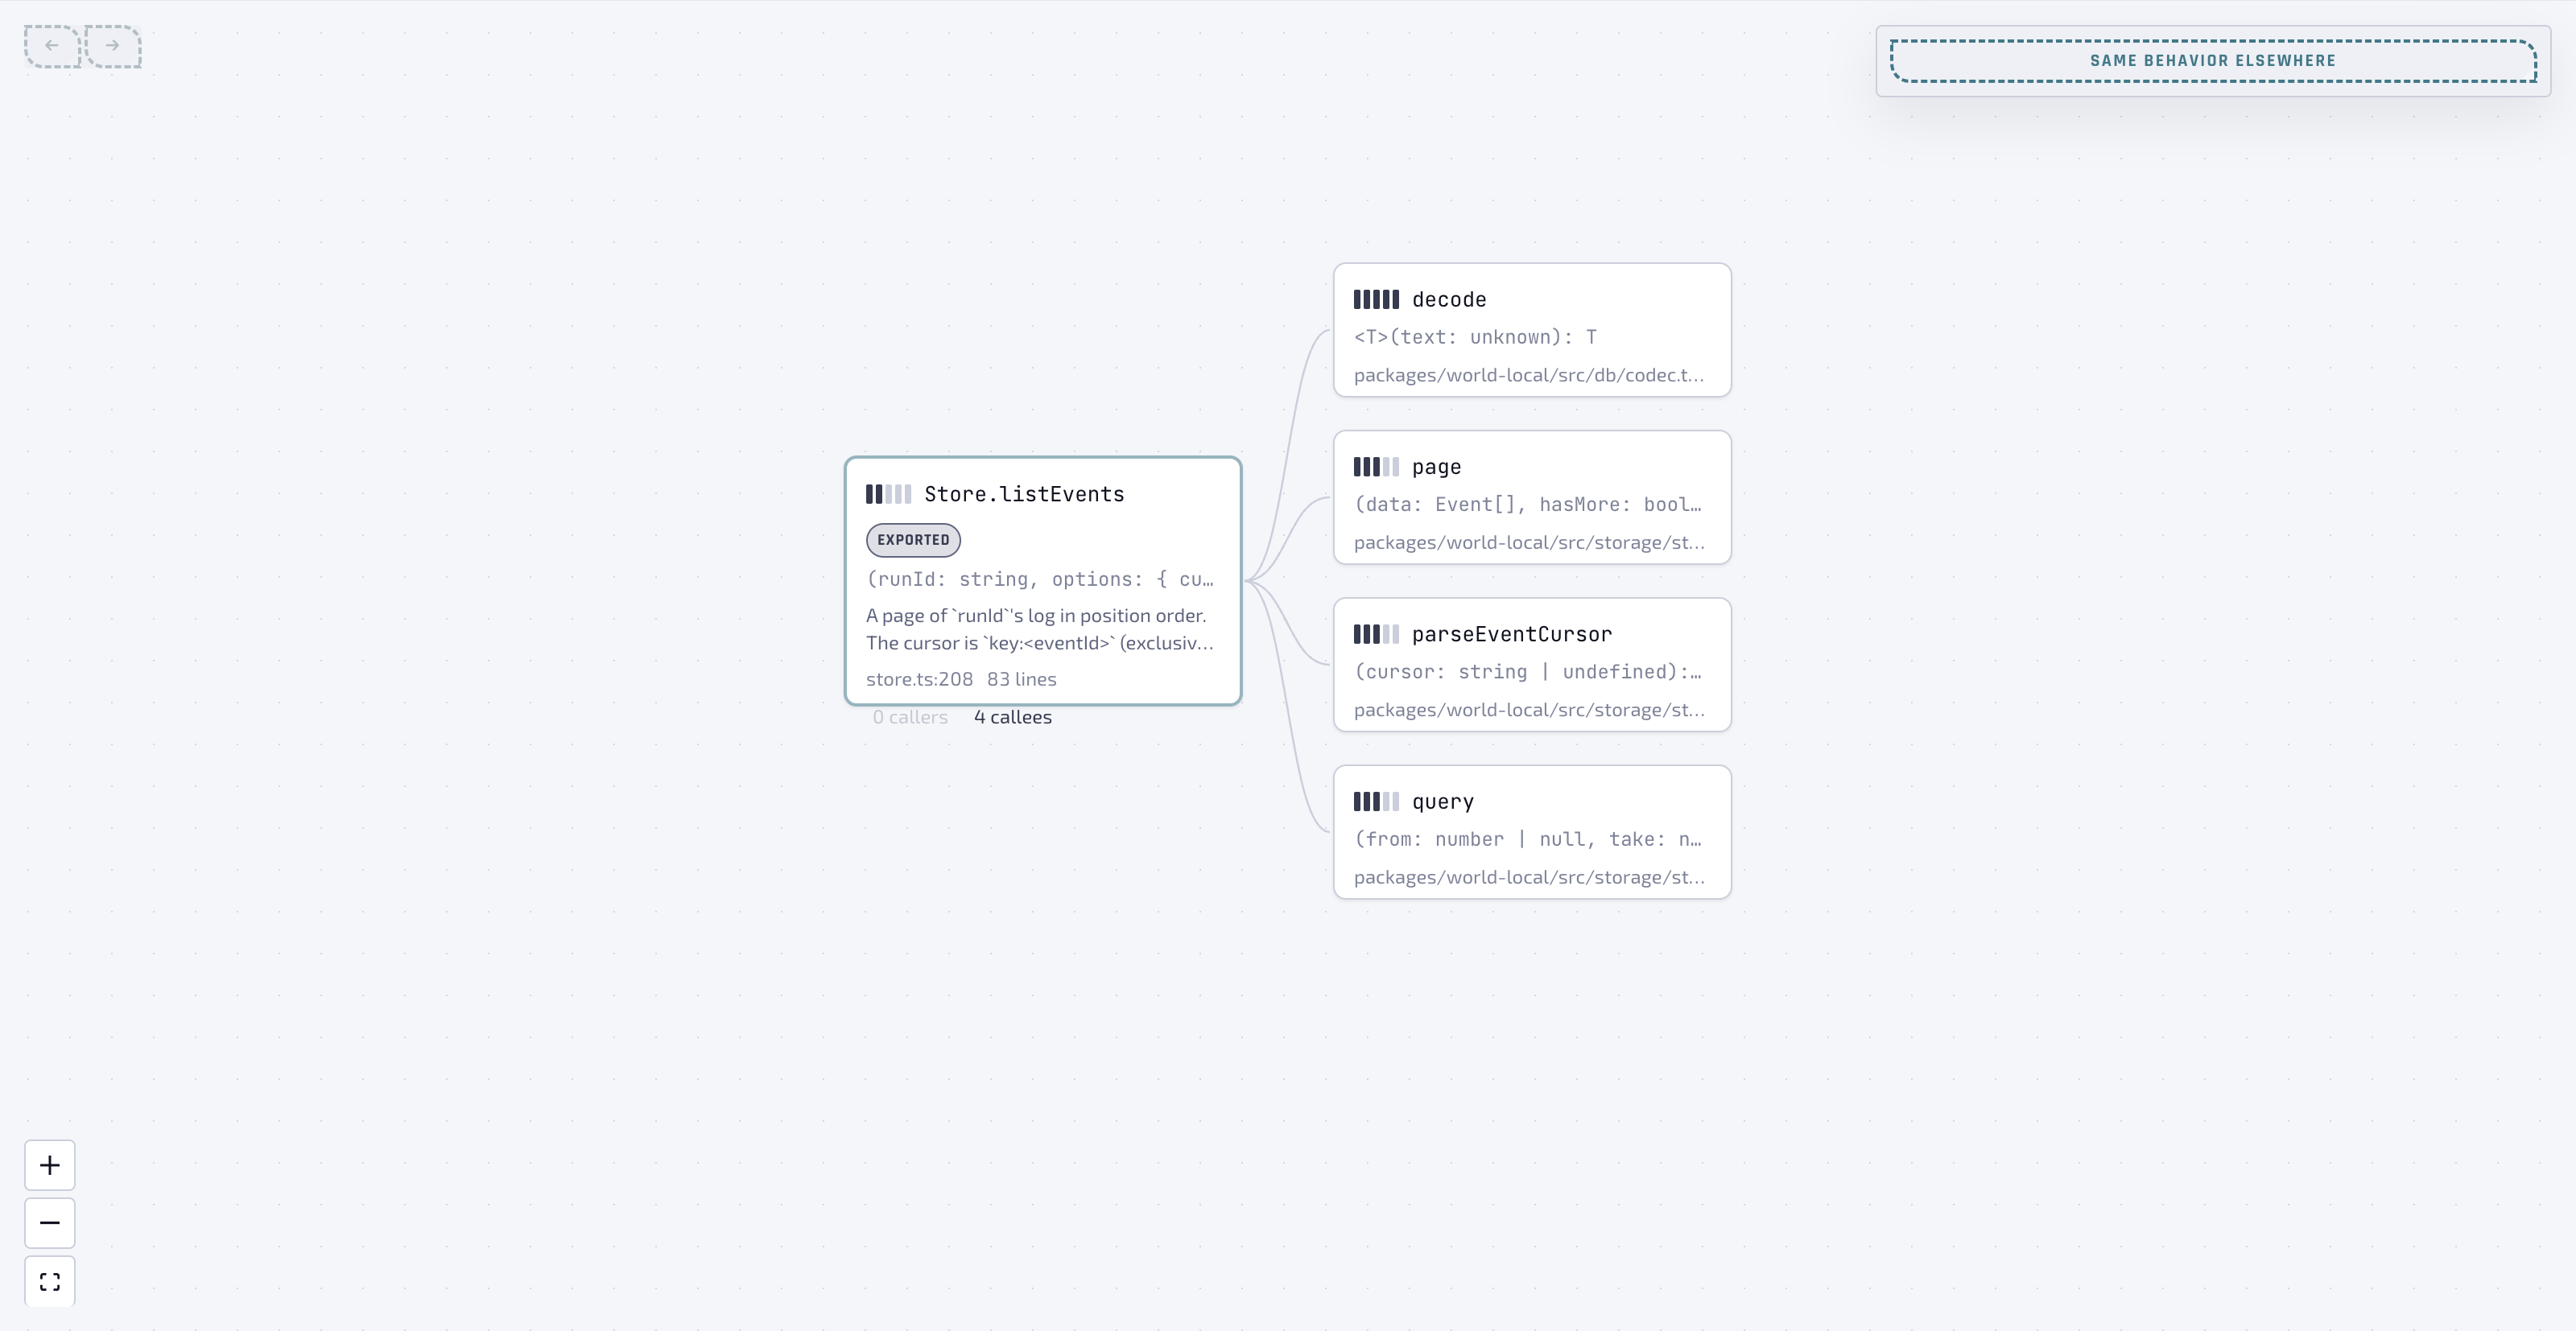 SAME BEHAVIOR ELSEWHERE
decode
<T>(text: unknown): T
packages/world-local/src/db/codec.t…
page
(data: Event[], hasMore: bool…
packages/world-local/src/storage/st…
Store.listEvents
EXPORTED
(runId: string, options: { cu…
A page of `runId`'s log in position order.
The cursor is `key:<eventId>` (exclusiv…
store.ts:208 83 lines
0 callers 4 callees
parseEventCursor
(cursor: string | undefined):…
packages/world-local/src/storage/st…
query
(from: number | null, take: n…
packages/world-local/src/storage/st…